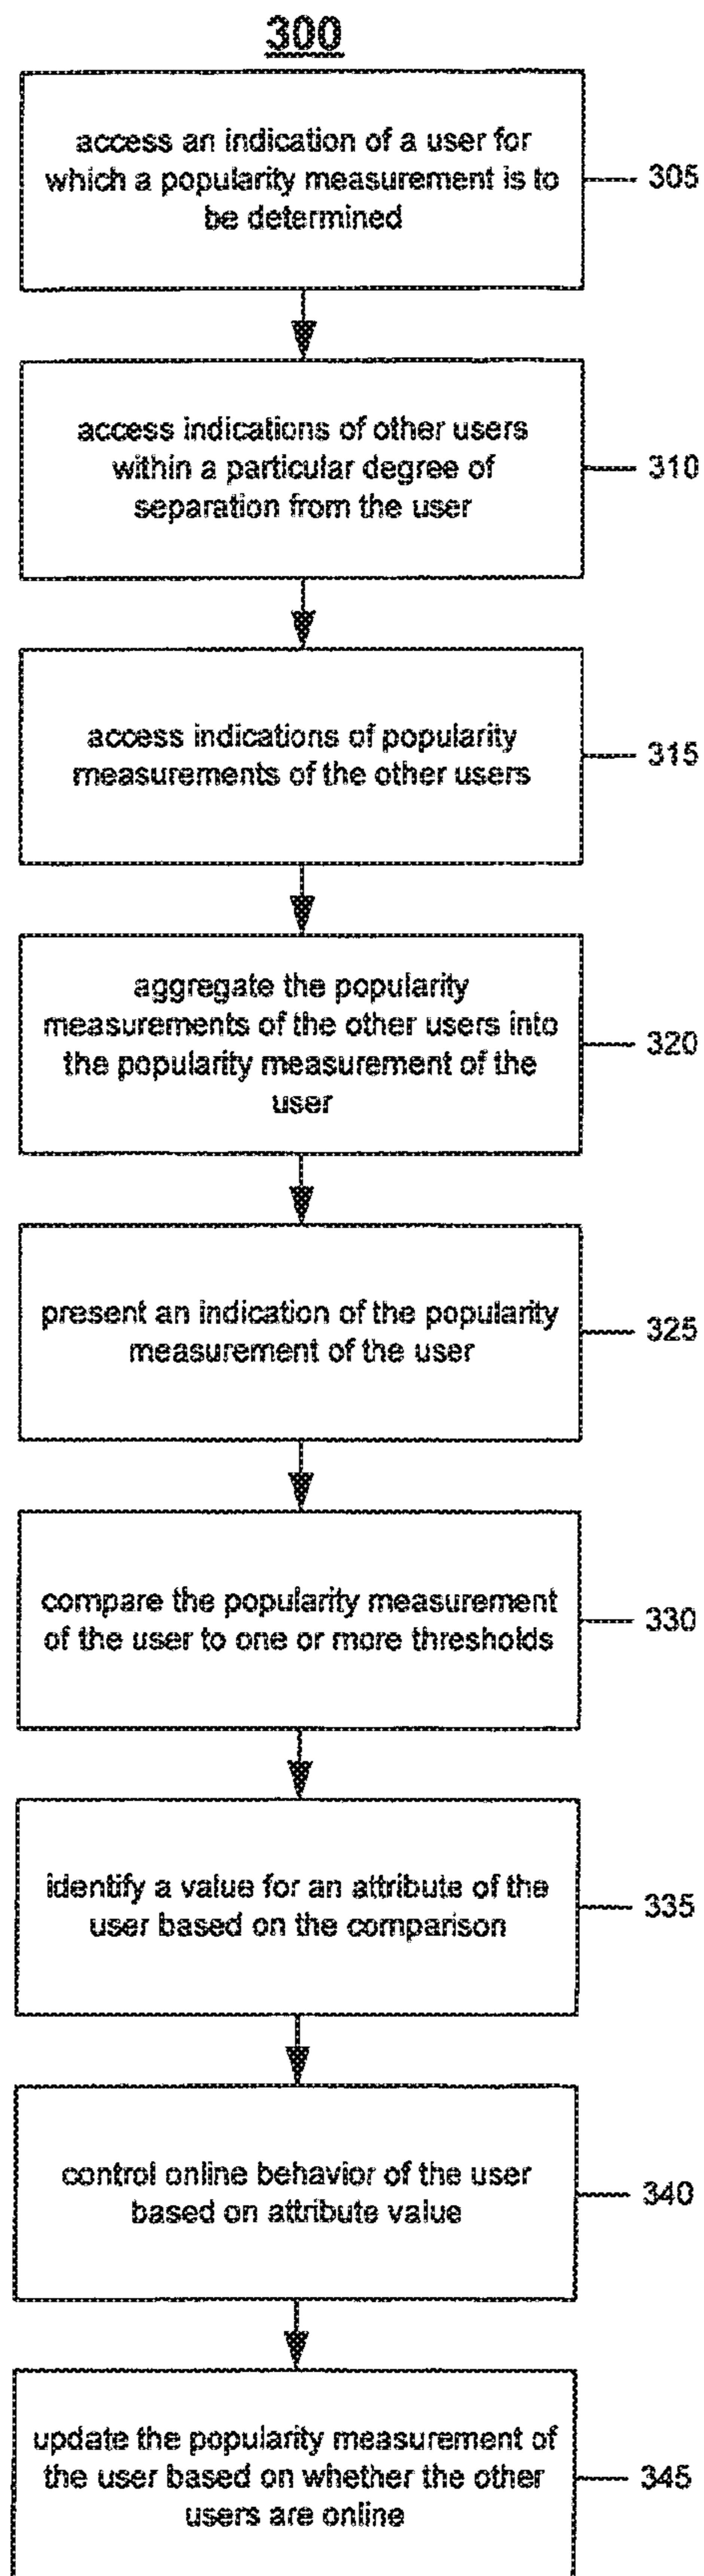 300
access an indication of a user for
which a popularity measurement is to
be determined
305
access indications of other users
within a particular degree of
separation from the user
310
access indications of popularity
measurements of the other users
315
aggregate the popularity
measurements of the other users into
the popularity measurement of the
user
320
present an indication of the popularity
measurement of the user
325
compare the popularity measurement
of the user to one or more thresholds
330
identify a value for an attribute of the
user based on the comparison
335
control online behavior of the user
based on attribute value
340
update the popularity measurement of
the user based on whether the other
users are online
345